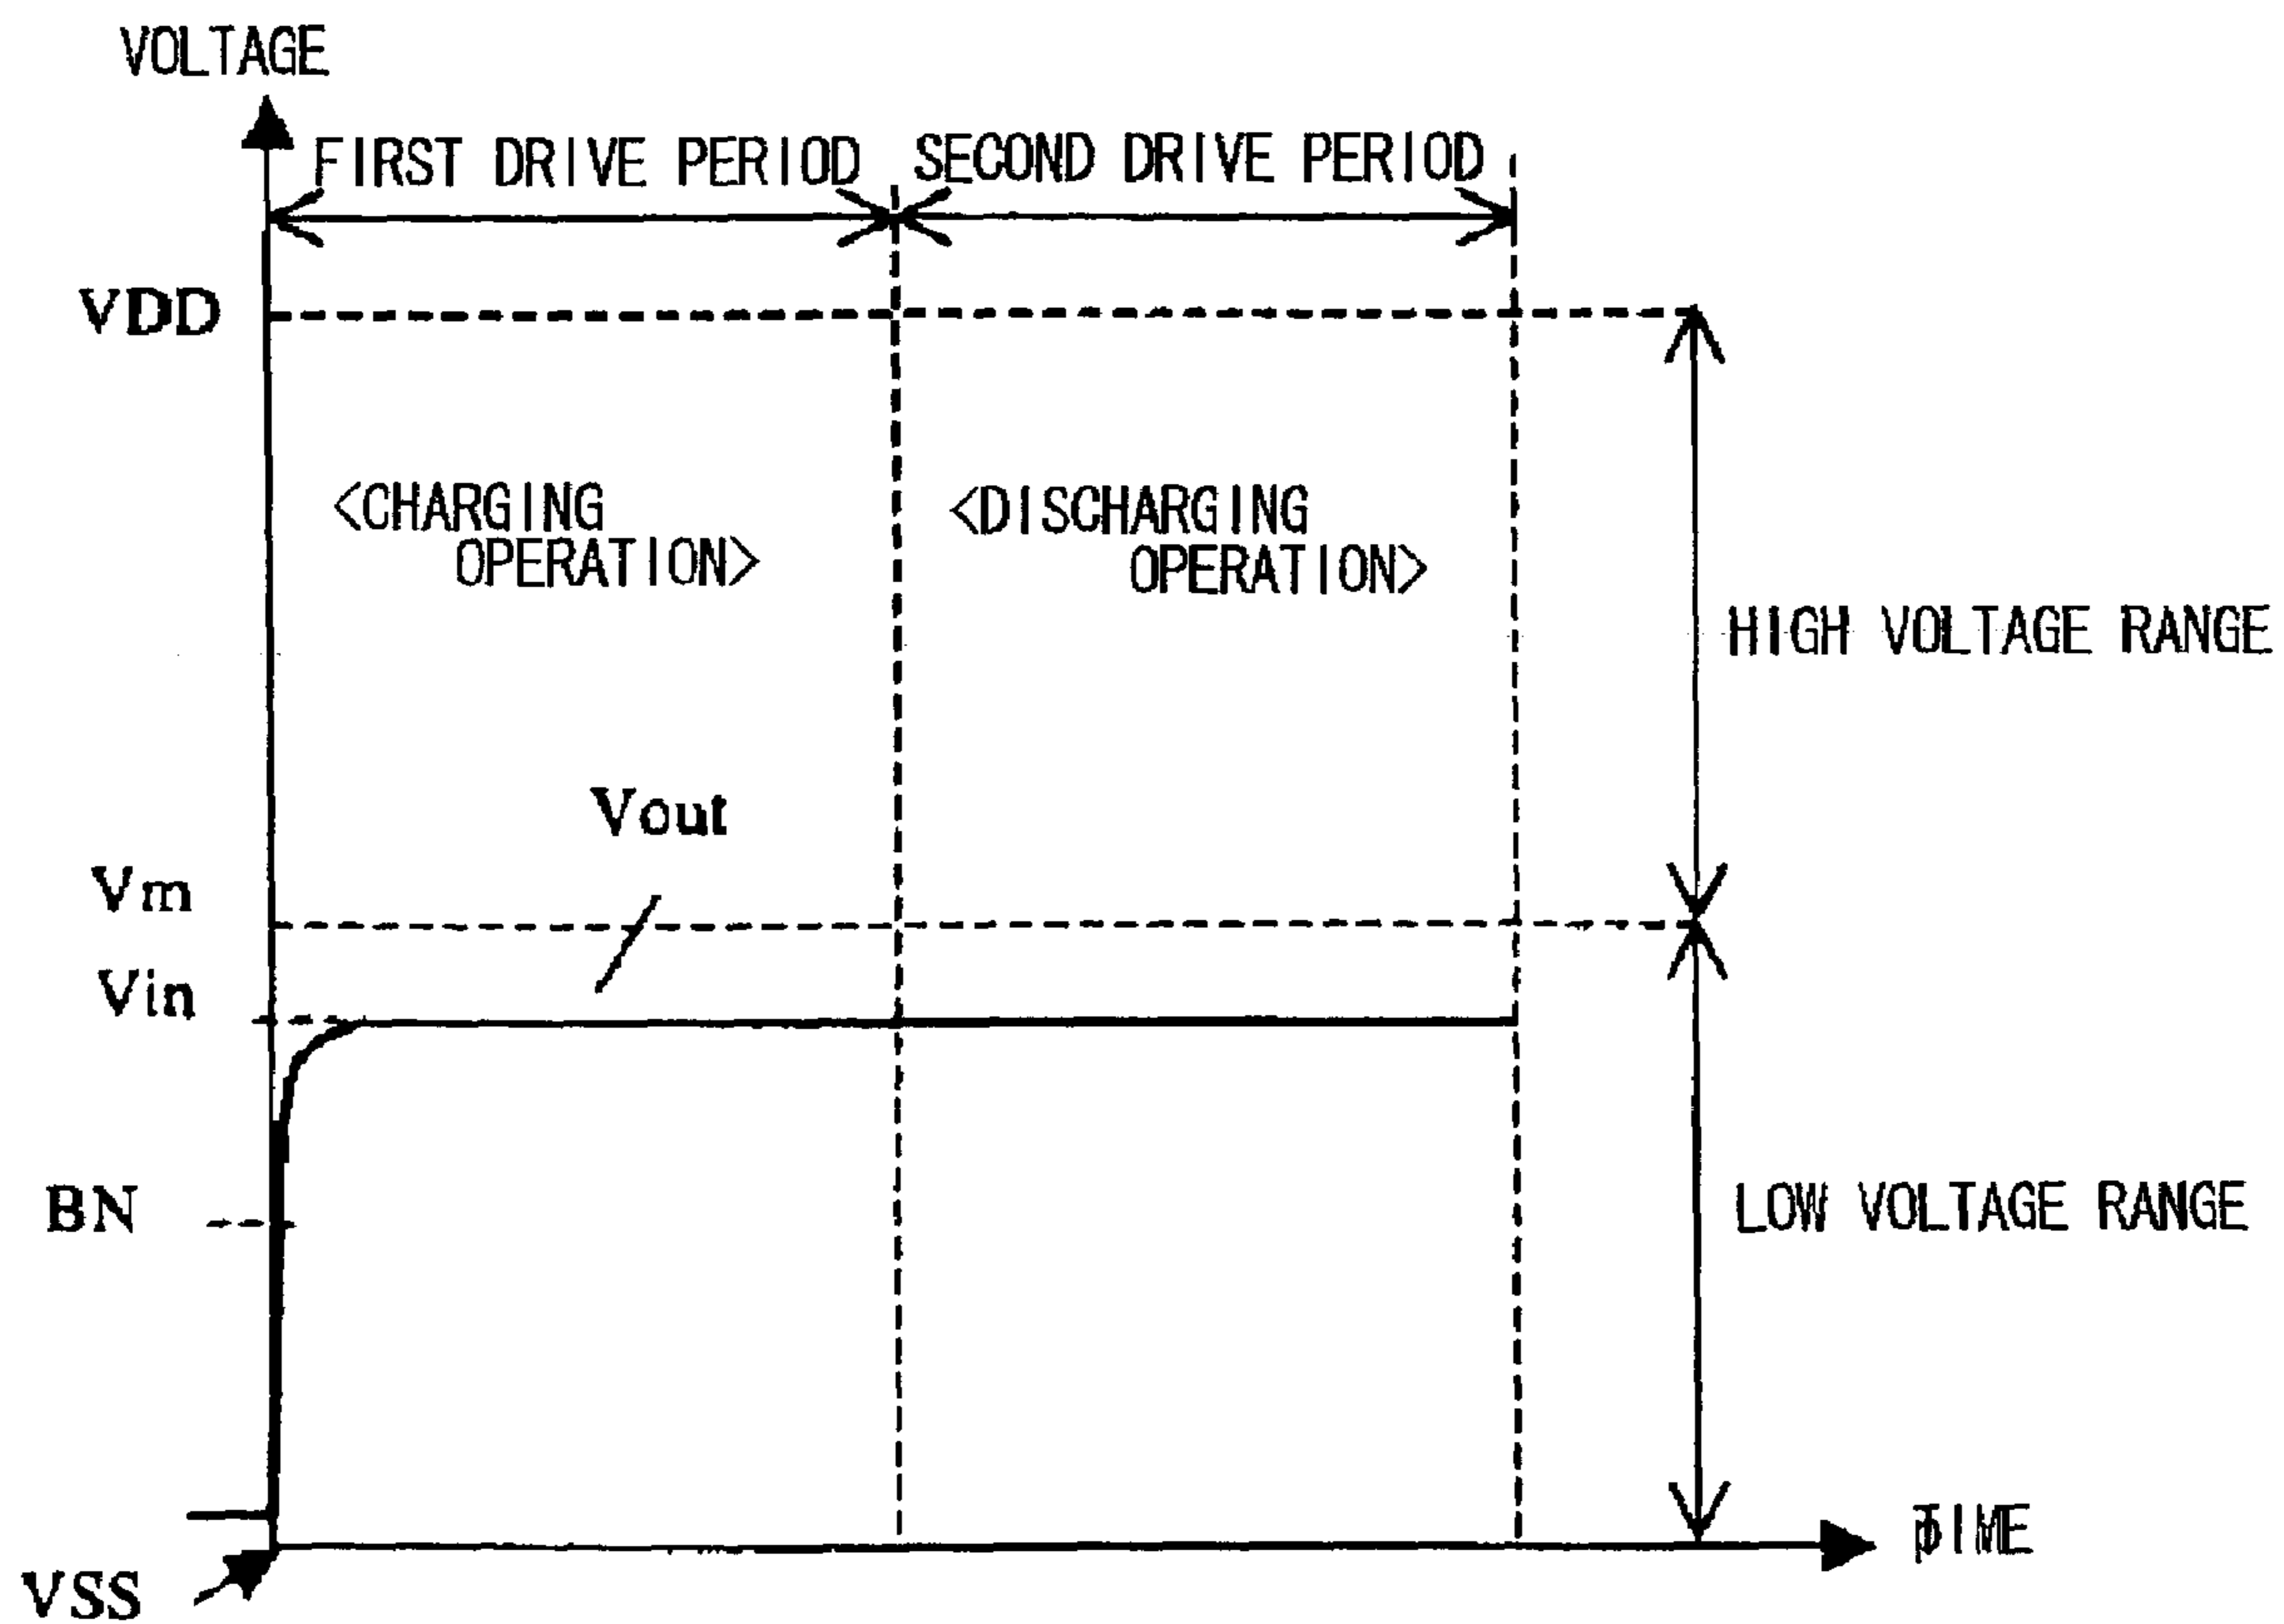 VOLTAGE
FIRST DRIVE PERIOD
SECOND DRIVE PERIOD
VDD
<CHARGING
OPERATION>
<DISCHARGING
OPERATION>
HIGH VOLTAGE RANGE
Vout
Vm
Vin
BN
LOW VOLTAGE RANGE
TIME
VSS